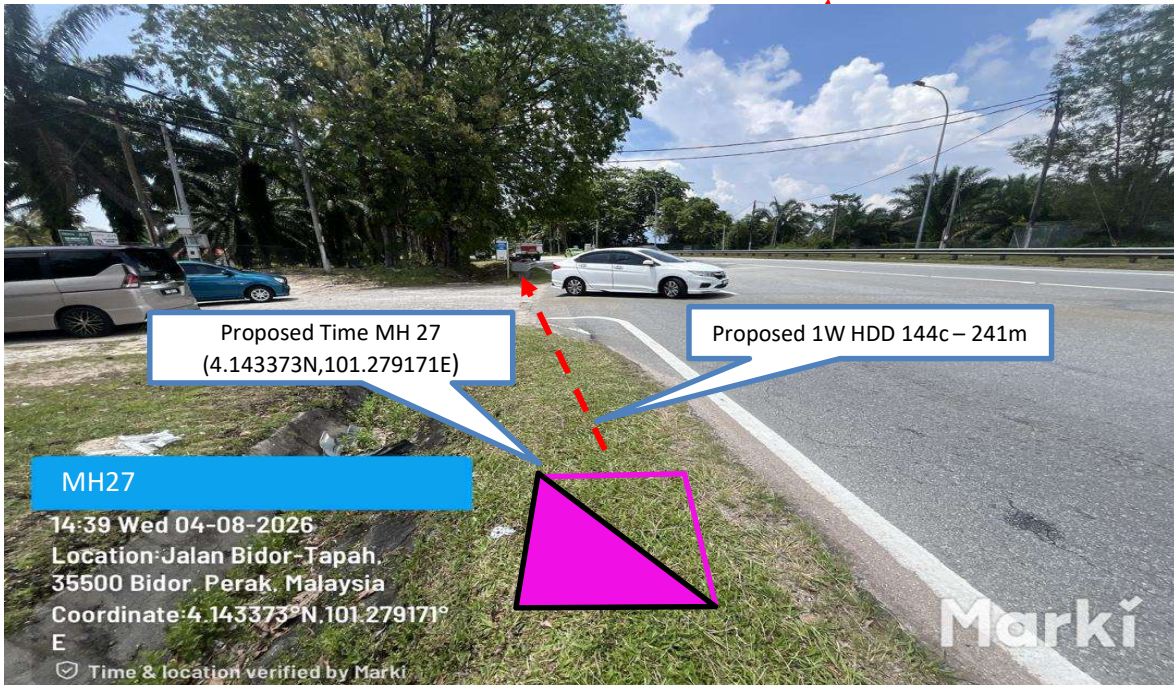 Proposed Time MH 27
(4.143373N,101.279171E)
Proposed 1W HDD 144c – 241m
MH27
14:39 Wed 04-08-2026
Location:Jalan Bidor-Tapah,
35500 Bidor, Perak, Malaysia
Coordinate:4.143373°N,101.279171°
E
Time & location verified by Marki
Marki